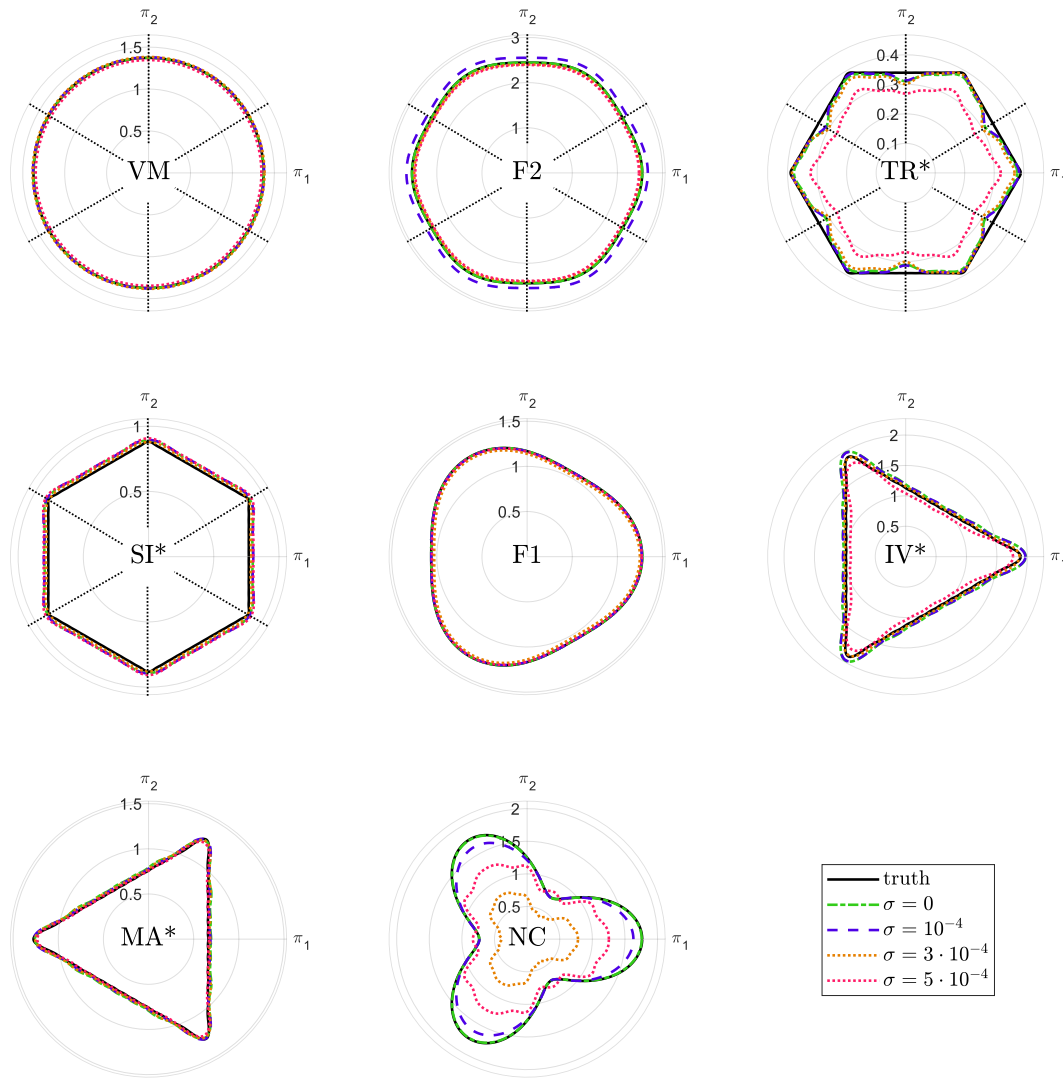 π₂ π₂ π₂
1.5 3 0.4
1 2 0.3
0.5 1 0.2
0.1
VM π₁ F2 π₁ TR* π
π₂ π₂ π₂
1 1.5 2
0.5 1 1.5
0.5 1
0.5
SI* π₁ F1 π₁ IV* π
π₂ π₂
1.5 2
1 1.5
0.5 1
0.5
MA* π₁ NC π₁
truth
σ = 0
σ = 10⁻⁴
σ = 3 · 10⁻⁴
σ = 5 · 10⁻⁴